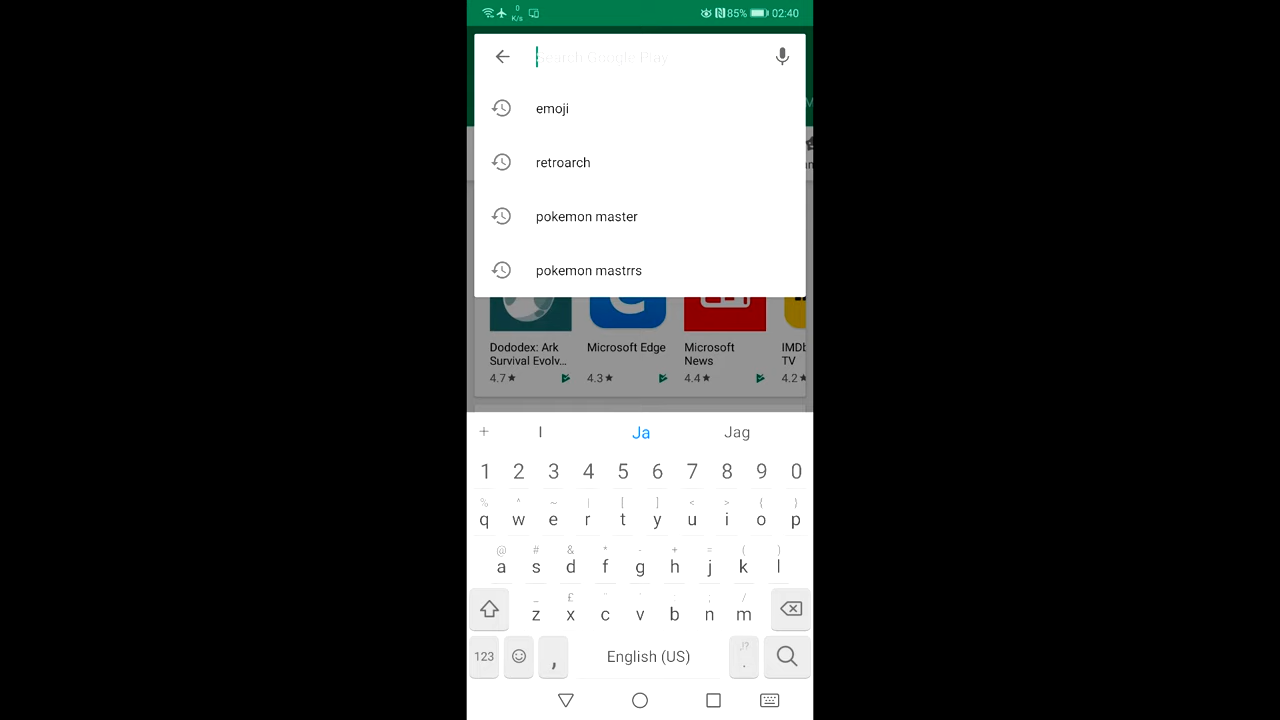 0
K/s
85% 02:40
Search Google Play
emoji
retroarch
pokemon master
pokemon mastrrs
Dododex: Ark
Survival Evolv...
4.7★
Microsoft Edge
4.3★
Microsoft
News
4.4★
IMDb
TV
4.2★
+ I Ja Jag
1 2 3 4 5 6 7 8 9 0
% ^ ~ | [ ] < > { }
q w e r t y u i o p
@ # & * - + = ( )
a s d f g h j k l
_ £ " ' : ; /
z x c v b n m
123 , English (US) ,!? .